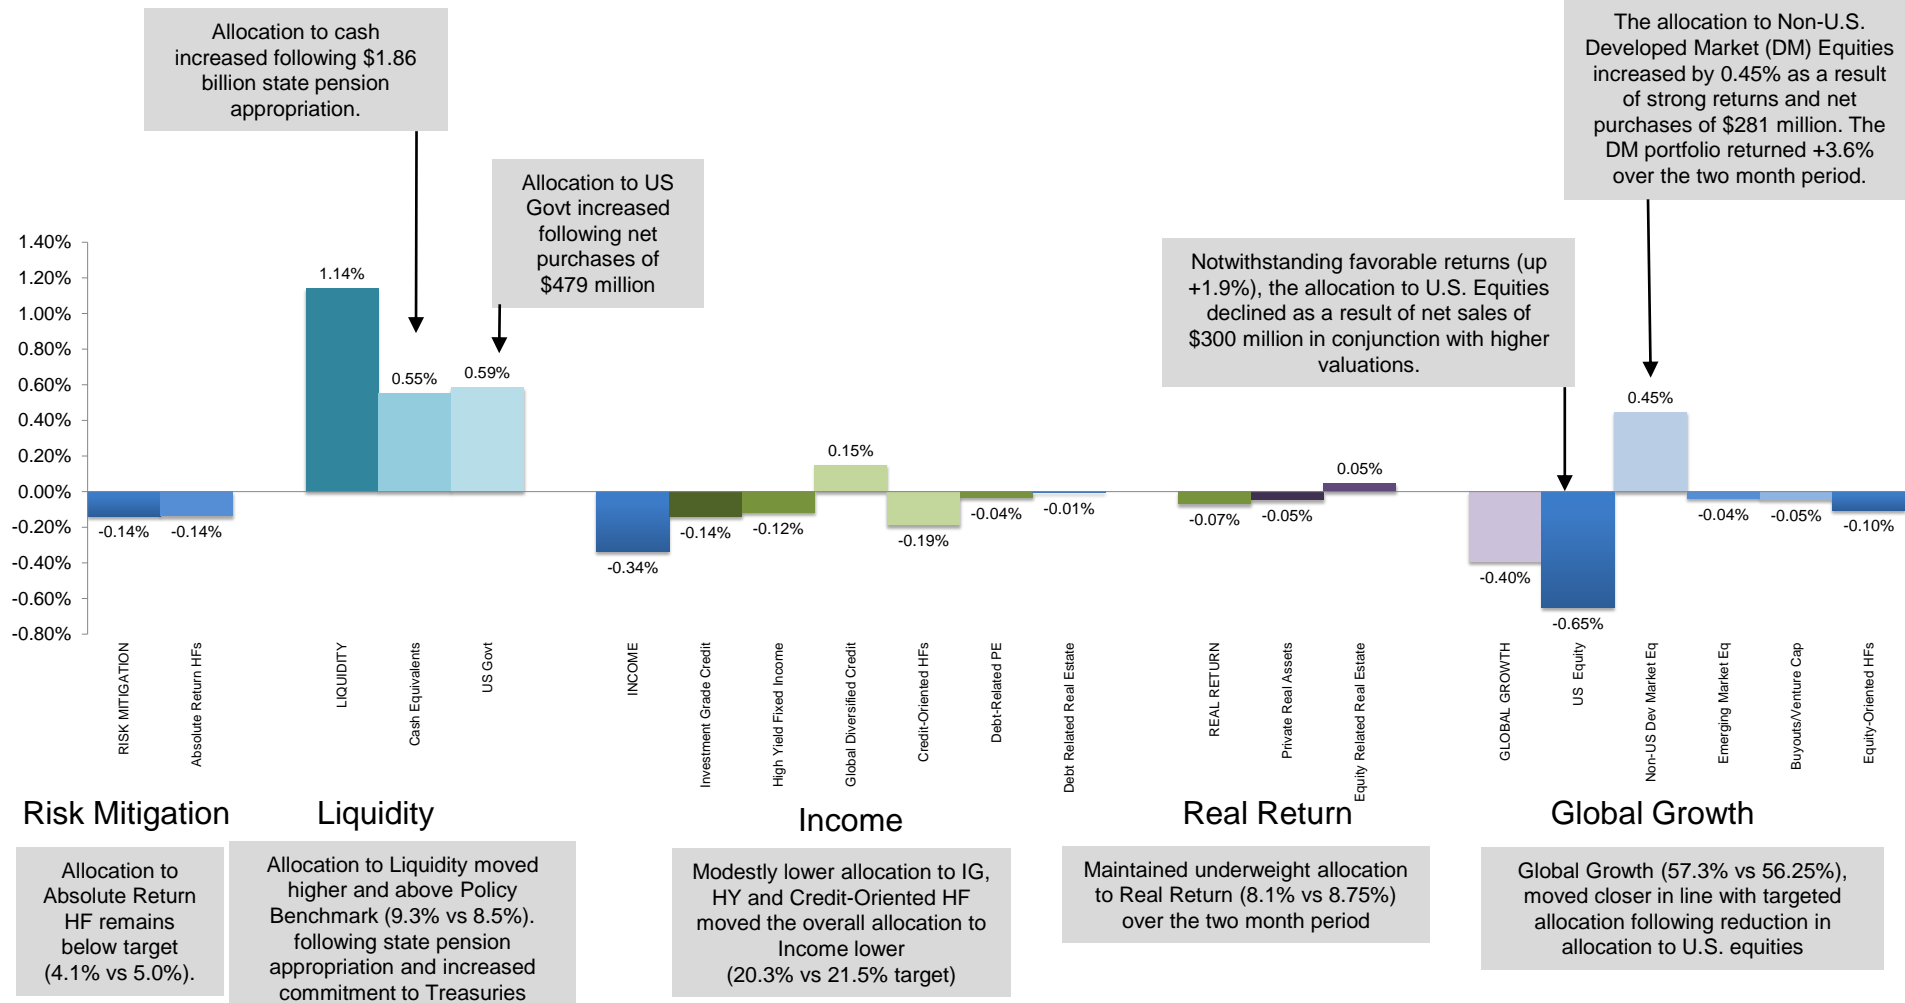 Allocation to cash
increased following $1.86
billion state pension
appropriation.
Allocation to US
Govt increased
following net
purchases of
$479 million
The allocation to Non-U.S.
Developed Market (DM) Equities
increased by 0.45% as a result
of strong returns and net
purchases of $281 million. The
DM portfolio returned +3.6%
over the two month period.
Notwithstanding favorable returns (up
+1.9%), the allocation to U.S. Equities
declined as a result of net sales of
$300 million in conjunction with higher
valuations.
1.40%
1.20%
1.00%
0.80%
0.60%
0.40%
0.20%
0.00%
-0.20%
-0.40%
-0.60%
-0.80%
-0.14%
-0.14%
1.14%
0.55%
0.59%
-0.34%
-0.14%
-0.12%
0.15%
-0.19%
-0.04%
-0.01%
-0.07%
-0.05%
0.05%
-0.40%
-0.65%
0.45%
-0.04%
-0.05%
-0.10%
RISK MITIGATION
Absolute Return HFs
LIQUIDITY
Cash Equivalents
US Govt
INCOME
Investment Grade Credit
High Yield Fixed Income
Global Diversified Credit
Credit-Oriented HFs
Debt-Related PE
Debt Related Real Estate
REAL RETURN
Private Real Assets
Equity Related Real Estate
GLOBAL GROWTH
US Equity
Non-US Dev Market Eq
Emerging Market Eq
Buyouts/Venture Cap
Equity-Oriented HFs
Risk Mitigation
Liquidity
Income
Real Return
Global Growth
Allocation to
Absolute Return
HF remains
below target
(4.1% vs 5.0%).
Allocation to Liquidity moved
higher and above Policy
Benchmark (9.3% vs 8.5%).
following state pension
appropriation and increased
commitment to Treasuries
Modestly lower allocation to IG,
HY and Credit-Oriented HF
moved the overall allocation to
Income lower
(20.3% vs 21.5% target)
Maintained underweight allocation
to Real Return (8.1% vs 8.75%)
over the two month period
Global Growth (57.3% vs 56.25%),
moved closer in line with targeted
allocation following reduction in
allocation to U.S. equities